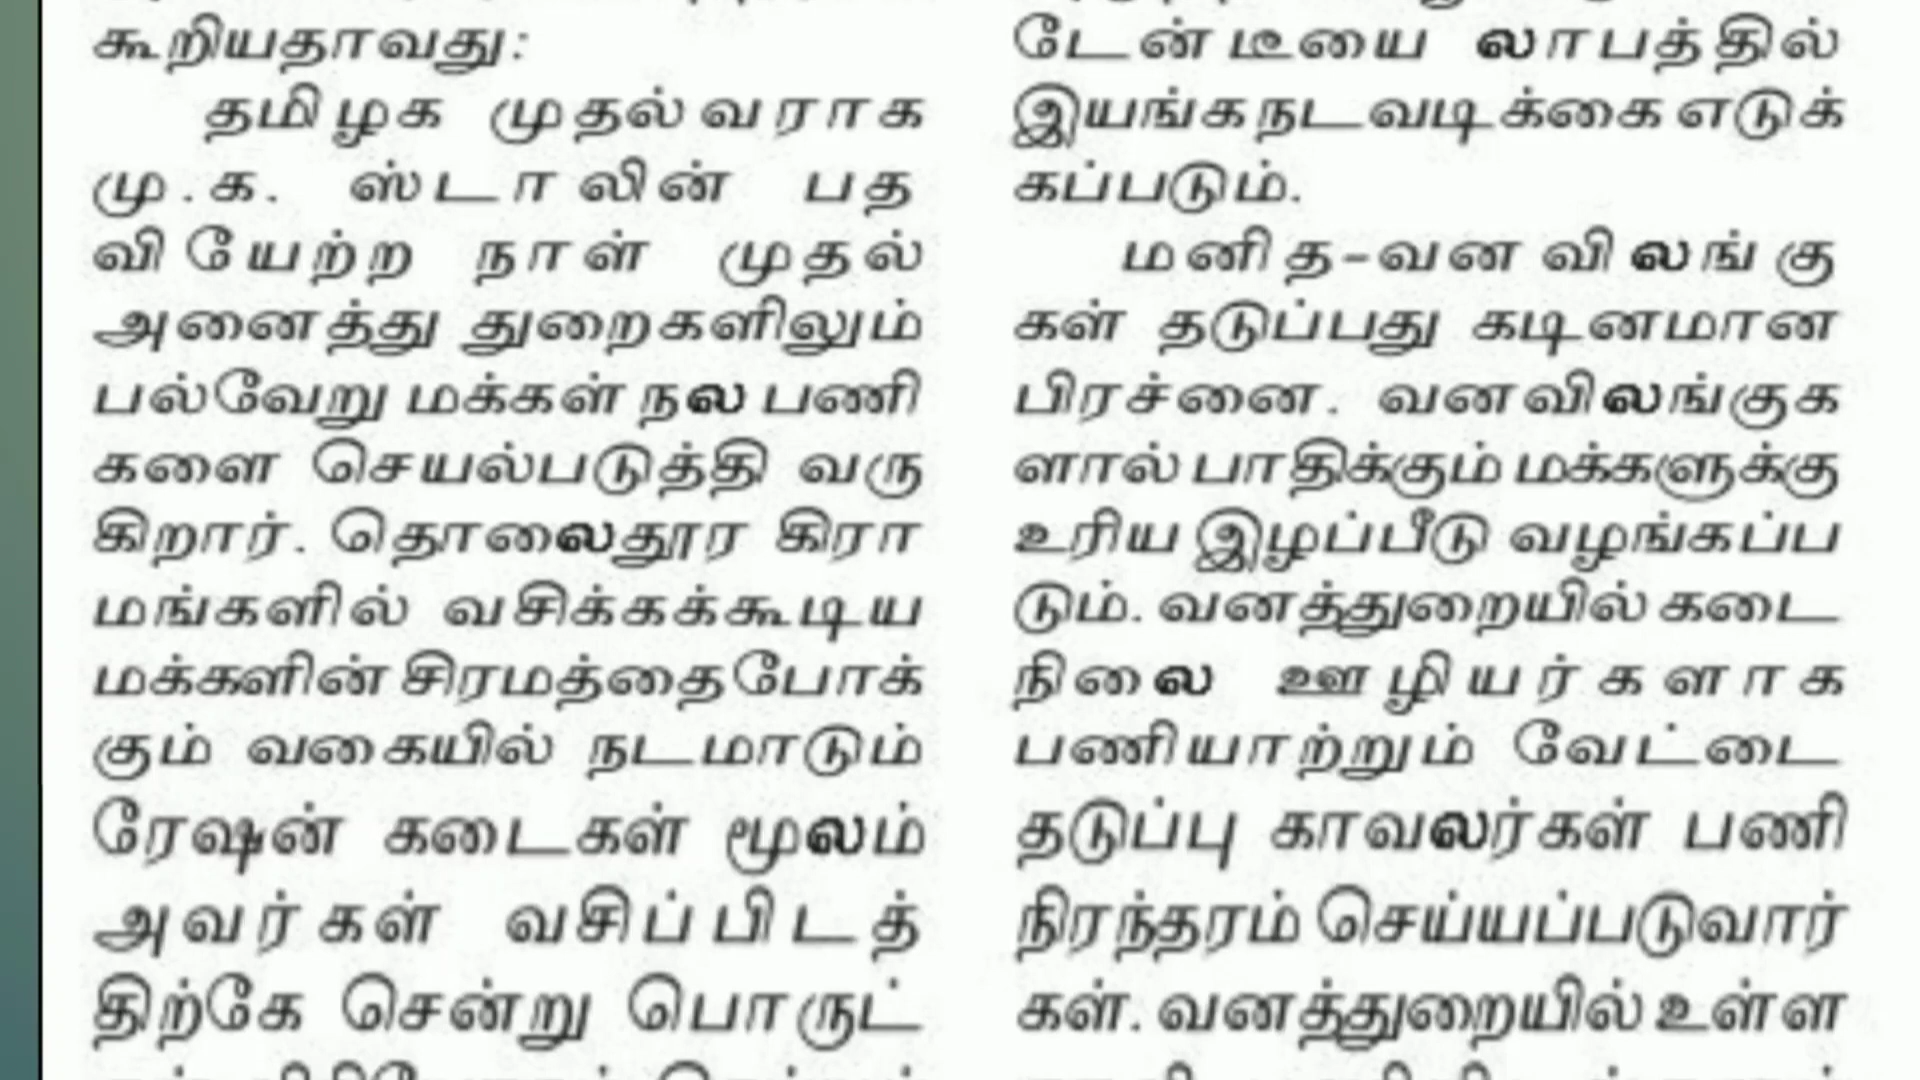 கூறியதாவது:
தமிழக முதல்வராக
மு.க. ஸ்டாலின் பத
வியேற்ற நாள் முதல்
அனைத்து துறைகளிலும்
பல்வேறு மக்கள் நல பணி
களை செயல்படுத்தி வரு
கிறார். தொலைதூர கிரா
மங்களில் வசிக்கக்கூடிய
மக்களின் சிரமத்தை போக்
கும் வகையில் நடமாடும்
ரேஷன் கடைகள் மூலம்
அவர்கள் வசிப்பிடத்
திற்கே சென்று பொருட்
டேன்டீயை லாபத்தில்
இயங்க நடவடிக்கை எடுக்
கப்படும்.
மனித-வன விலங்கு
கள் தடுப்பது கடினமான
பிரச்னை. வனவிலங்குக
ளால் பாதிக்கும் மக்களுக்கு
உரிய இழப்பீடு வழங்கப்ப
டும். வனத்துறையில் கடை
நிலை ஊழியர்களாக
பணியாற்றும் வேட்டை
தடுப்பு காவலர்கள் பணி
நிரந்தரம் செய்யப்படுவார்
கள். வனத்துறையில் உள்ள